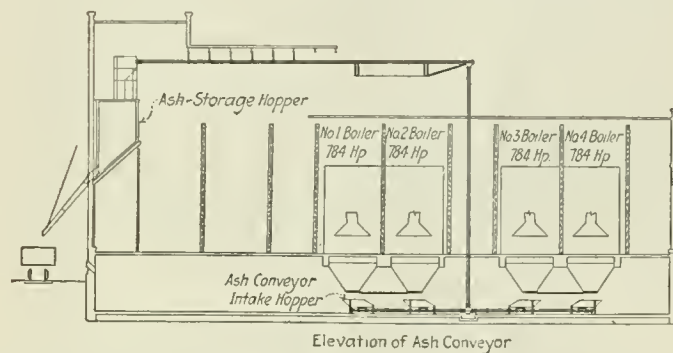 Ash-Storage Hopper
No.1 Boiler
784 Hp
No.2 Boiler
784 Hp
No.3 Boiler
784 Hp.
No.4 Boiler
784 Hp
Ash Conveyor
Intake Hopper
Elevation of Ash Conveyor